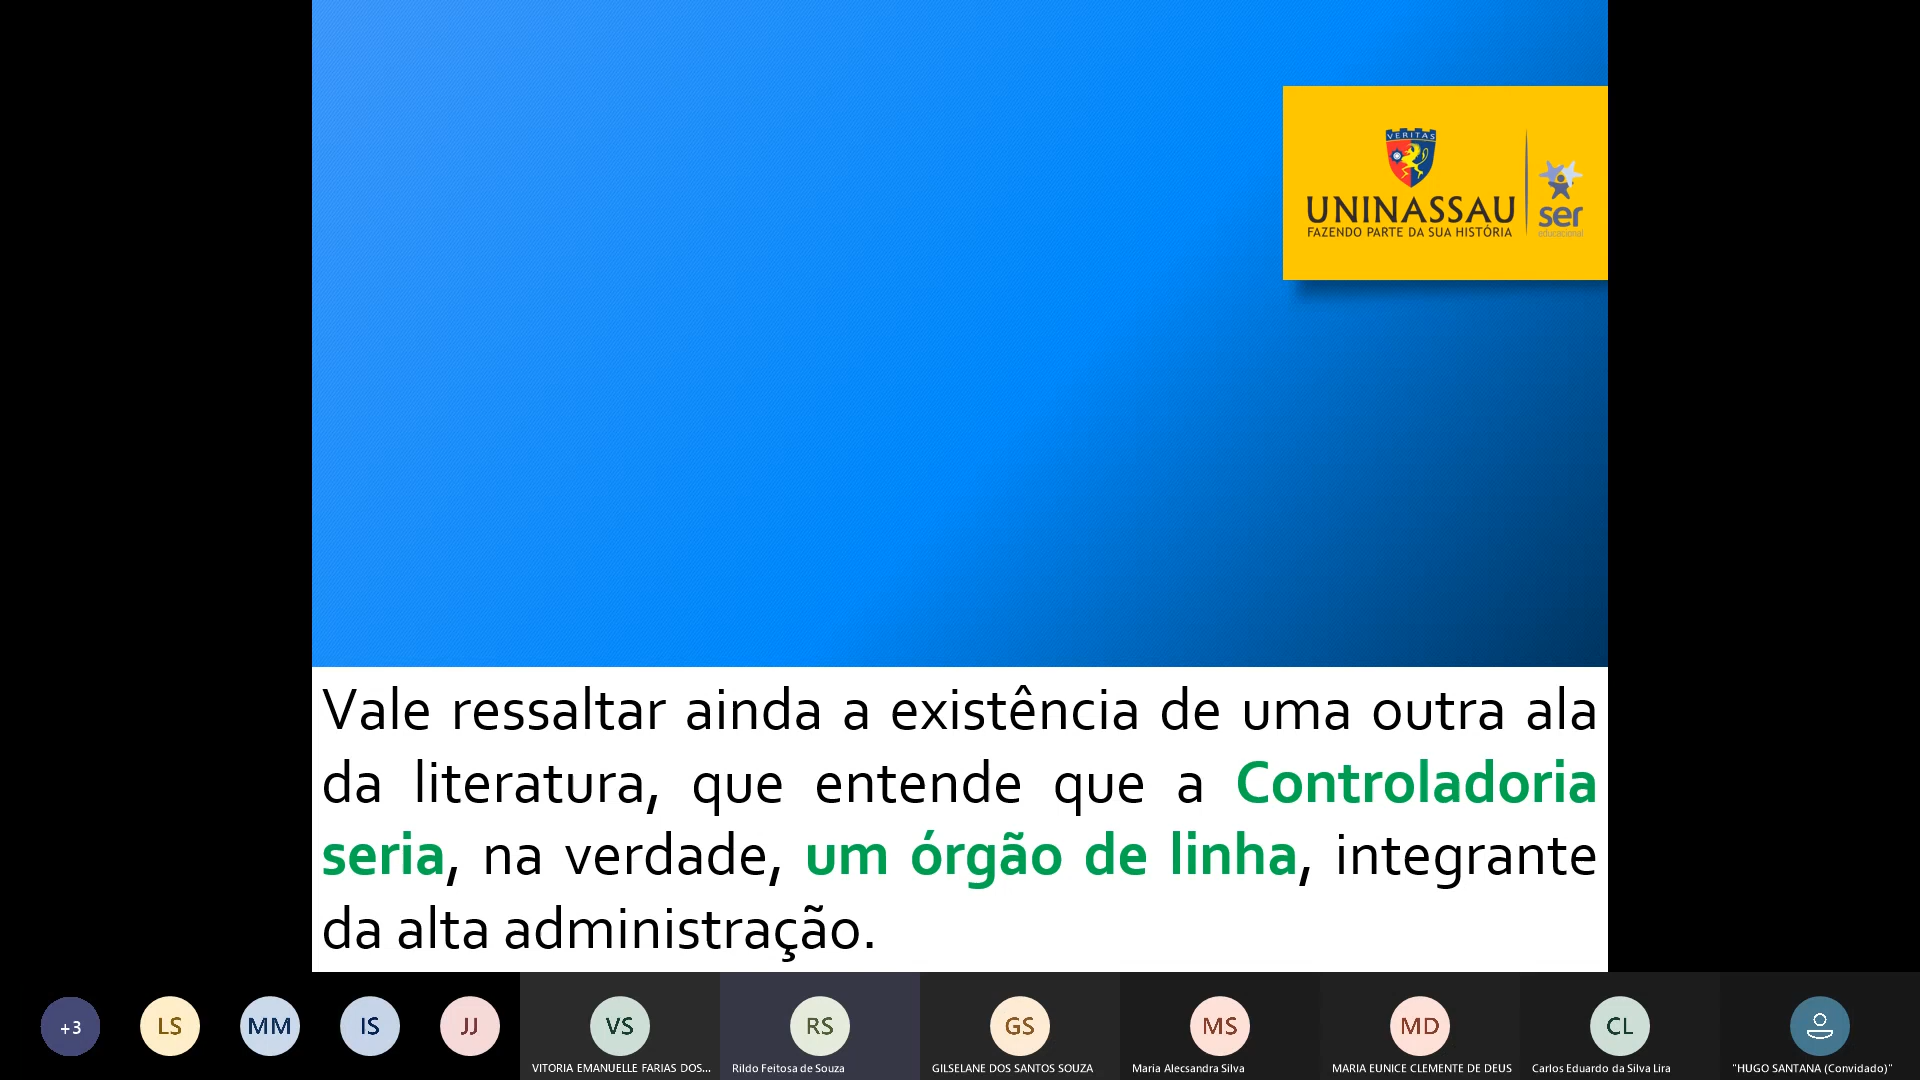 VERITAS
UNINASSAU
FAZENDO PARTE DA SUA HISTÓRIA
ser
educacional
Vale ressaltar ainda a existência de uma outra ala
da literatura, que entende que a Controladoria
seria, na verdade, um órgão de linha, integrante
da alta administração.
+3
LS
MM
IS
JJ
VS
RS
GS
MS
MD
CL
VITORIA EMANUELLE FARIAS DOS...
Rildo Feitosa de Souza
GILSELANE DOS SANTOS SOUZA
Maria Alecsandra Silva
MARIA EUNICE CLEMENTE DE DEUS
Carlos Eduardo da Silva Lira
"HUGO SANTANA (Convidado)"